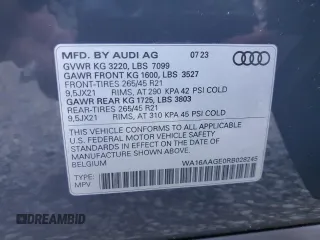 MFD. BY AUDI AG 07 23
GVWR KG 3220, LBS 7099
GAWR FRONT KG 1600, LBS 3527
FRONT-TIRES 265/45 R21
9,5JX21 RIMS, AT 290 KPA 42 PSI COLD
GAWR REAR KG 1725, LBS 3803
REAR-TIRES 265/45 R21
9,5JX21 RIMS, AT 310 KPA 45 PSI COLD
THIS VEHICLE CONFORMS TO ALL APPLICABLE
U.S. FEDERAL MOTOR VEHICLE SAFETY
STANDARDS IN EFFECT ON THE DATE OF
MANUFACTURE SHOWN ABOVE.
BELGIUM WA16AAGE0RB028245
TYPE:
MPV
DREAMBID